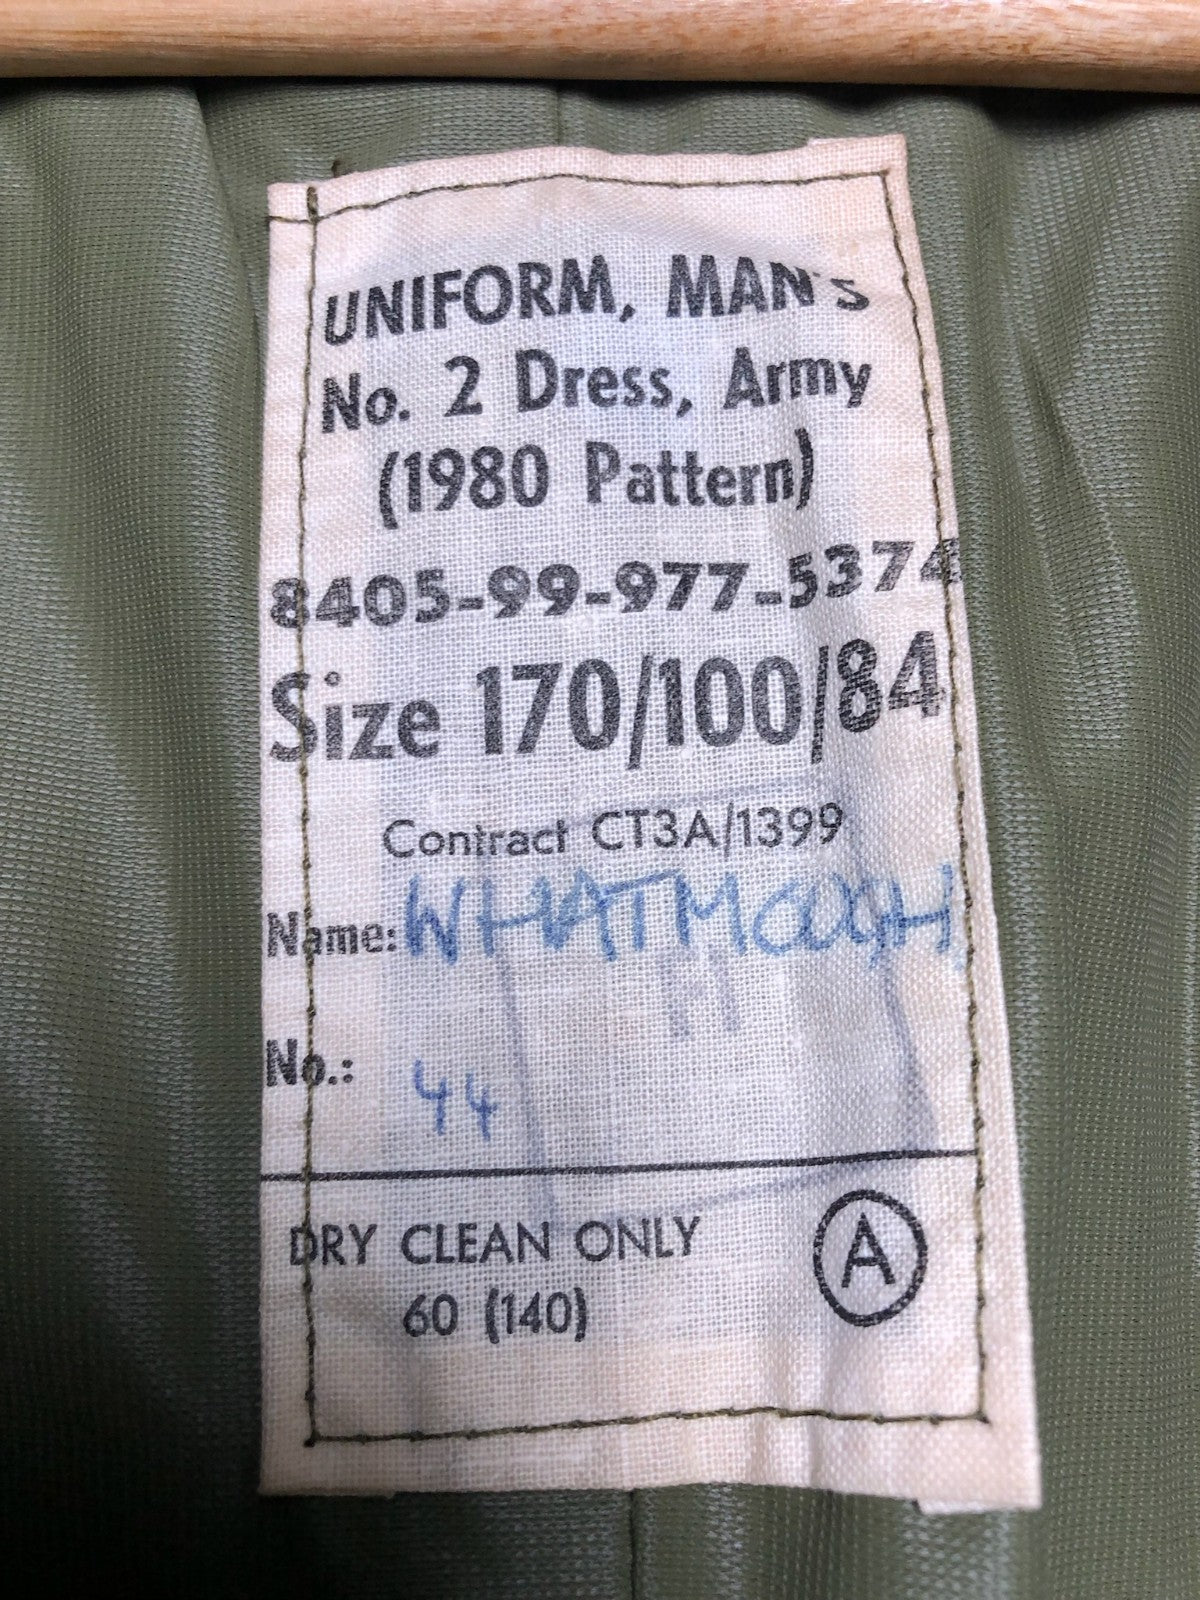 UNIFORM, MAN'S
No. 2 Dress, Army
(1980 Pattern)
8405-99-977-5374
Size 170/100/84
Contract CT3A/1399
Name: WHATMOUGH
H
No.: 44
DRY CLEAN ONLY
60 (140)
A